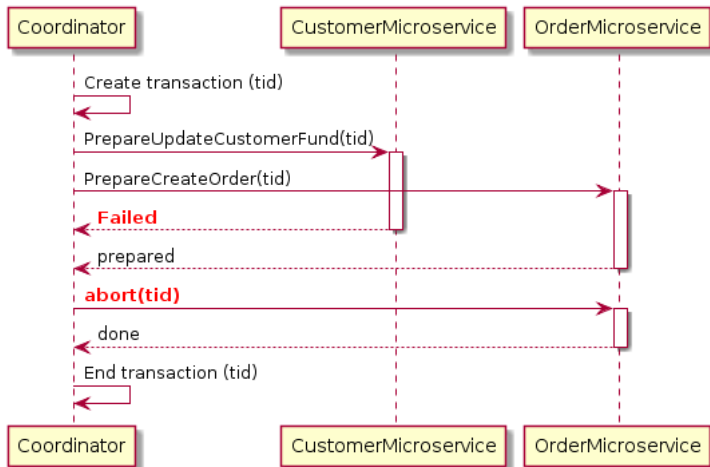 Coordinator CustomerMicroservice OrderMicroservice
Create transaction (tid)
PrepareUpdateCustomerFund(tid)
PrepareCreateOrder(tid)
Failed
prepared
abort(tid)
done
End transaction (tid)
Coordinator CustomerMicroservice OrderMicroservice